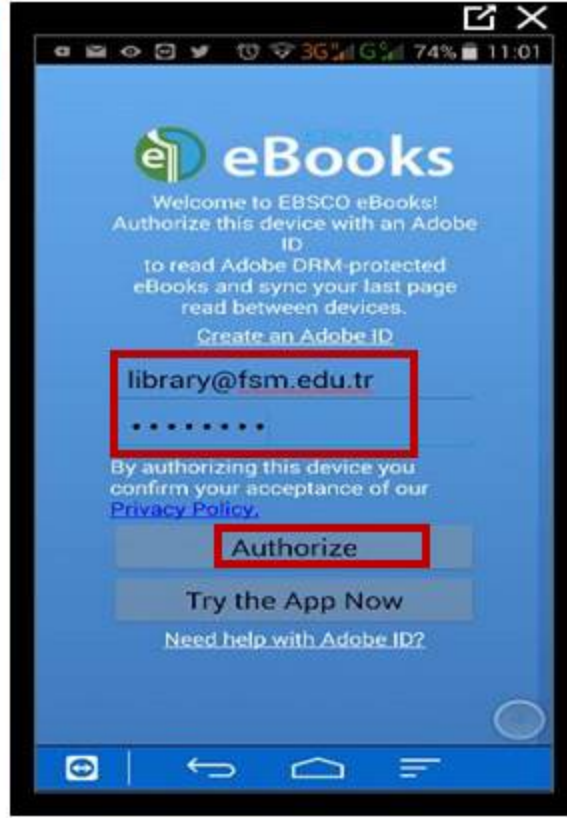 3G G 74% 11:01
eBooks
Welcome to EBSCO eBooks!
Authorize this device with an Adobe
ID
to read Adobe DRM-protected
eBooks and sync your last page
read between devices.
Create an Adobe ID
library@fsm.edu.tr
••••••••
By authorizing this device you
confirm your acceptance of our
Privacy Policy.
Authorize
Try the App Now
Need help with Adobe ID?